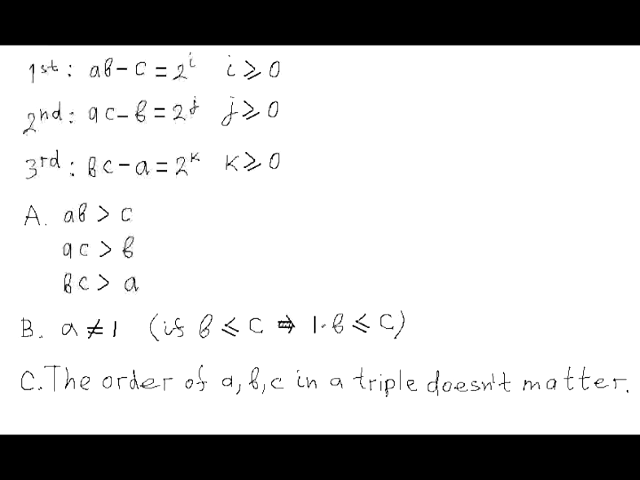 1st: ab - c = 2^i i ⩾ 0
2nd: ac - b = 2^j j ⩾ 0
3rd: bc - a = 2^k k ⩾ 0
A. ab > c
ac > b
bc > a
B. a ≠ 1 (is b ⩽ c ⇒ 1·b ⩽ c)
C. The order of a, b, c in a triple doesn't matter.